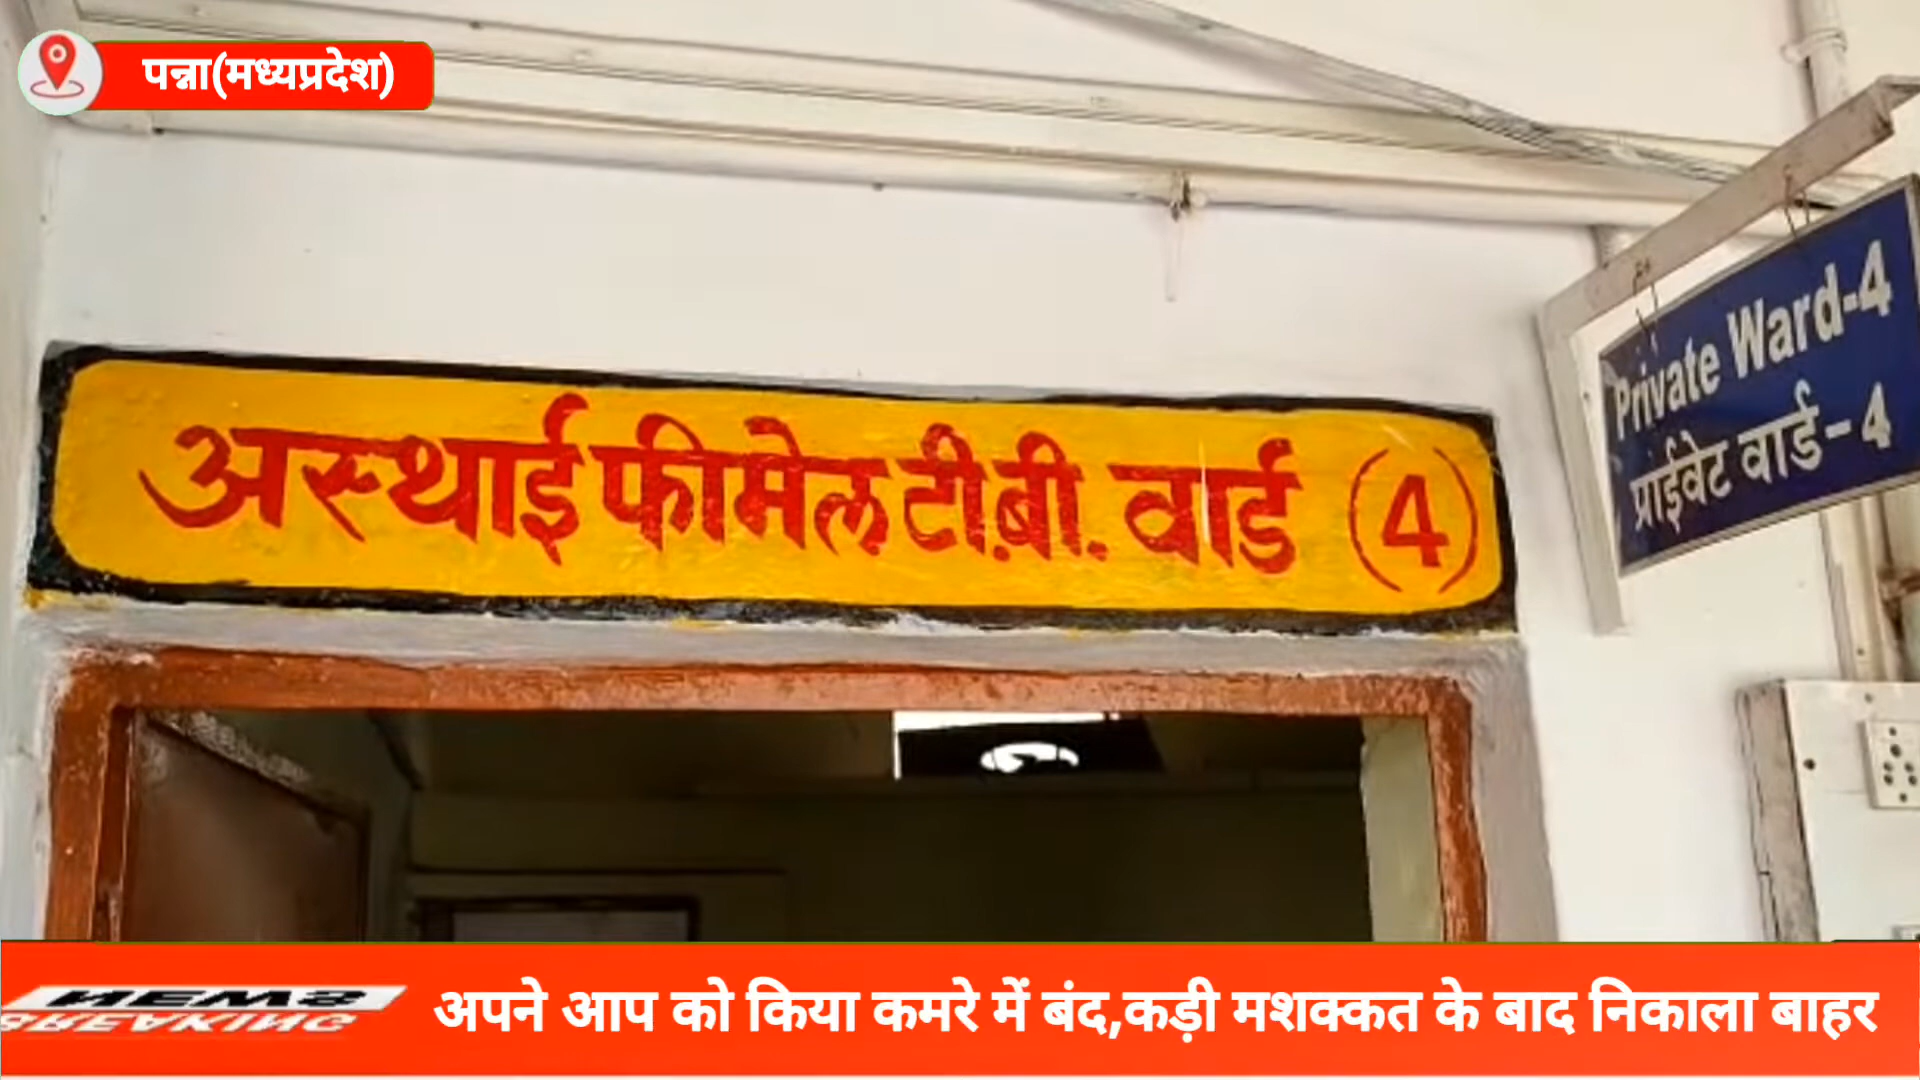 पन्ना(मध्यप्रदेश)
Private Ward-4
प्राईवेट वार्ड-4
अस्थाई फीमेल टी.बी. वार्ड (4)
NEWS
BREAKING
अपने आप को किया कमरे में बंद,कड़ी मशक्कत के बाद निकाला बाहर